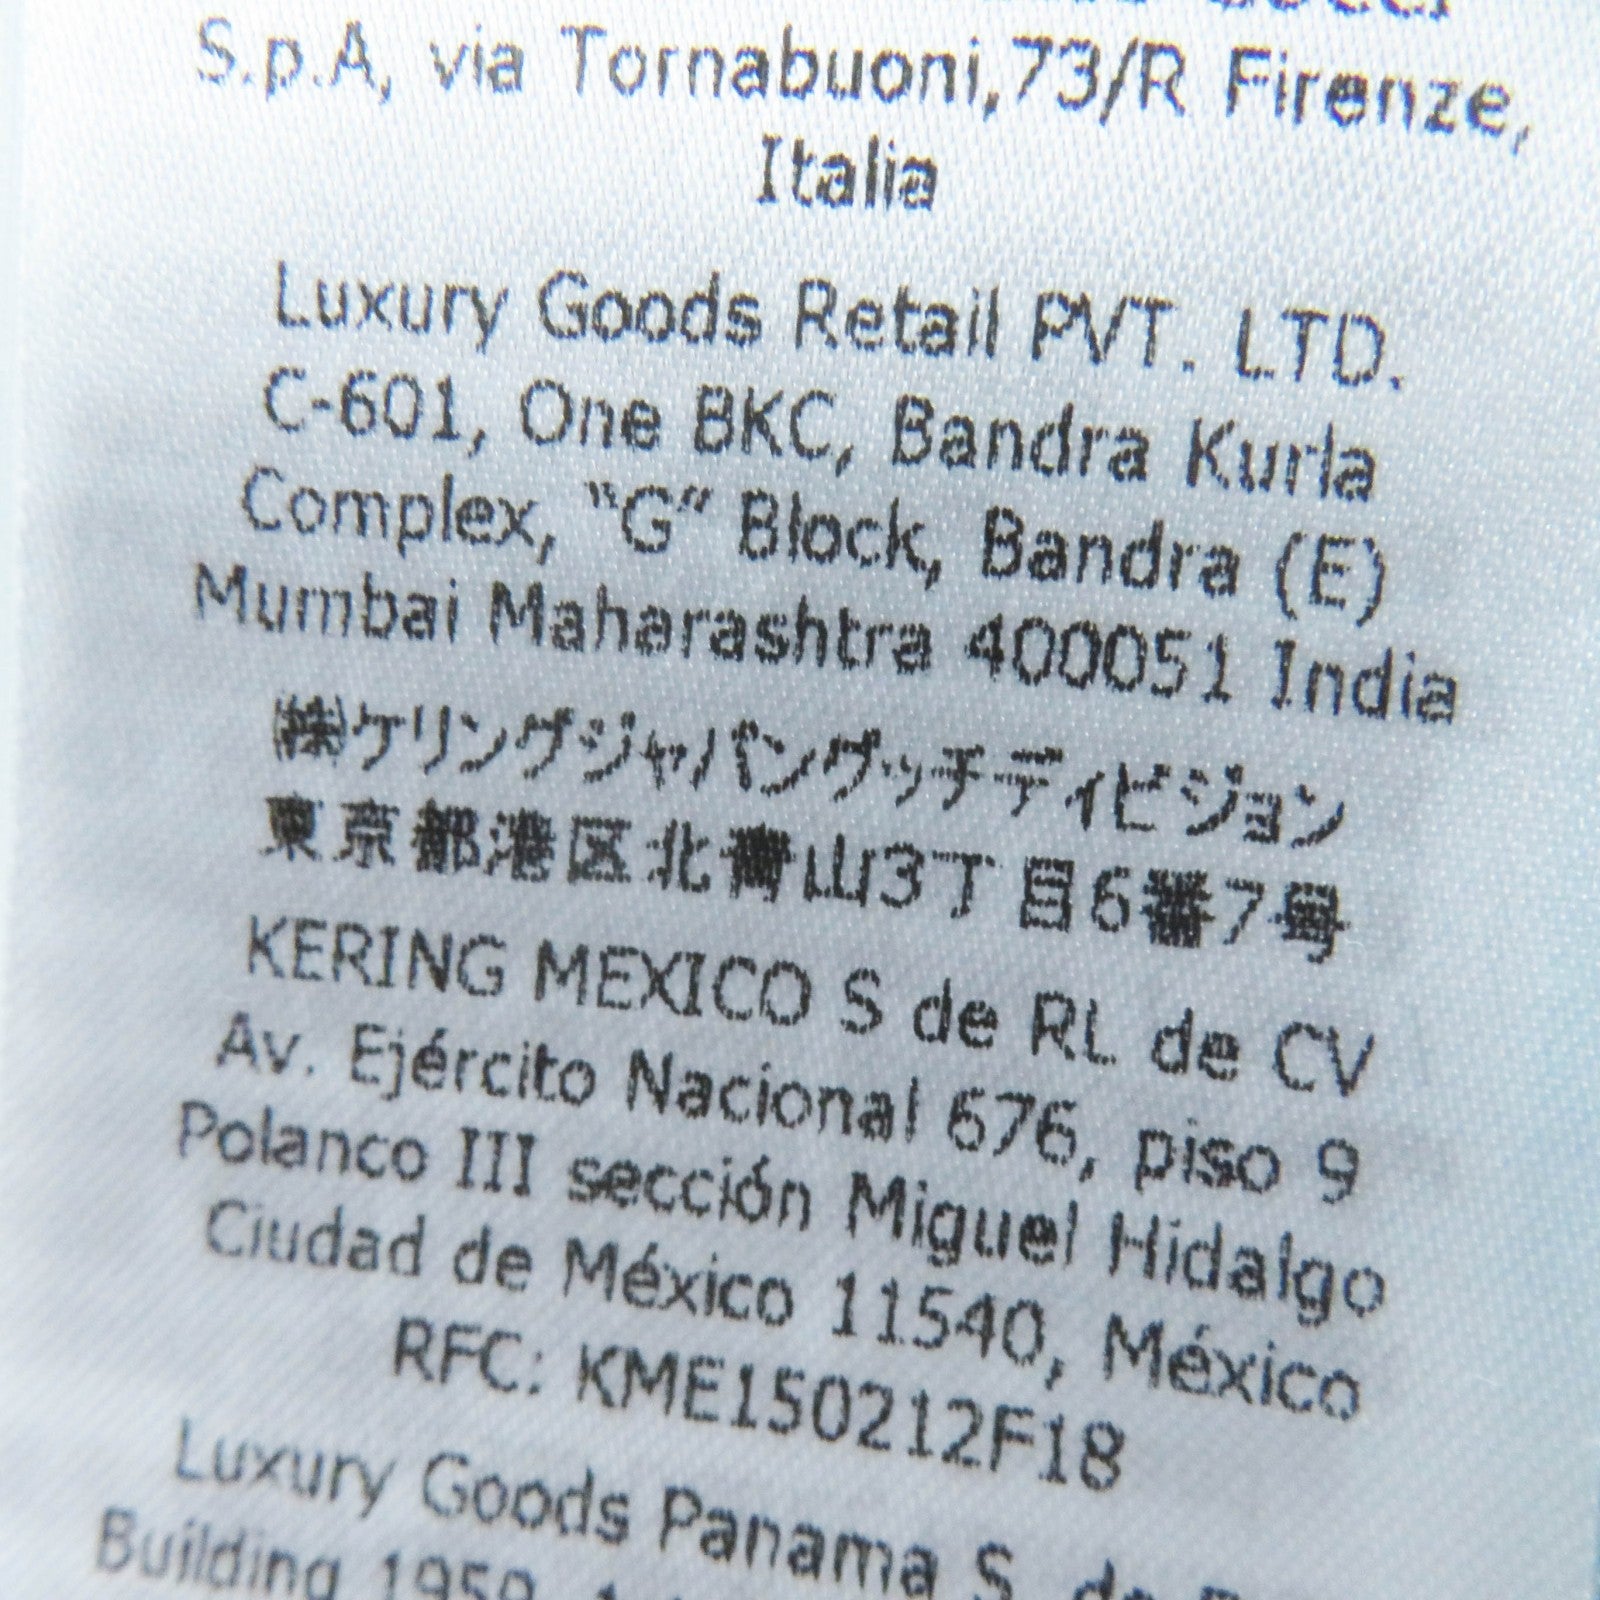 S.p.A, via Tornabuoni,73/R Firenze,
Italia
Luxury Goods Retail PVT. LTD.
C-601, One BKC, Bandra Kurla
Complex, "G" Block, Bandra (E)
Mumbai Maharashtra 400051 India
㈱ケリングジャパングッチディビジョン
東京都港区北青山3丁目6番7号
KERING MEXICO S de RL de CV
Av. Ejército Nacional 676, piso 9
Polanco III sección Miguel Hidalgo
Ciudad de México 11540, México
RFC: KME150212F18
Luxury Goods Panama S. de
Building 1959,